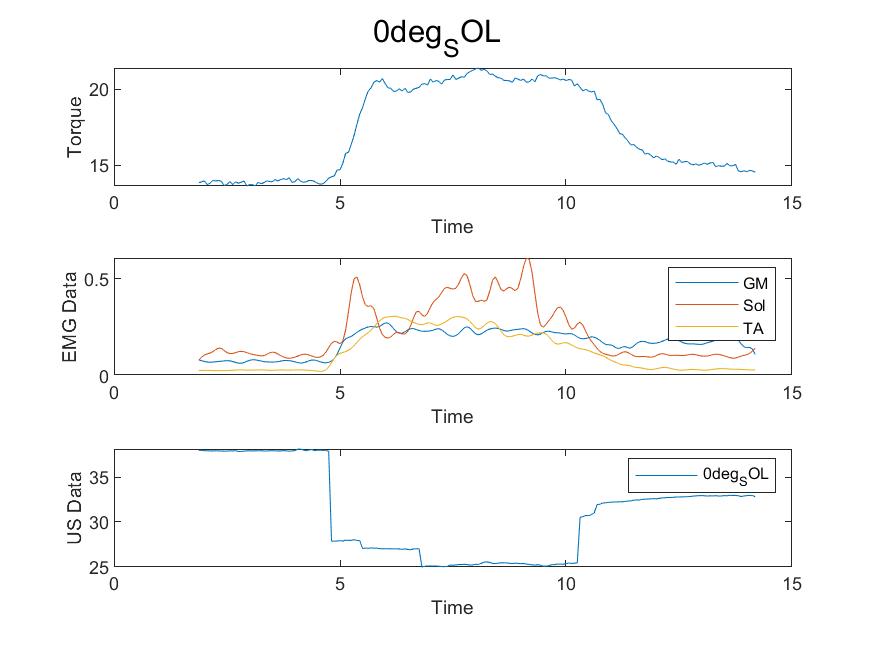 0deg_SOL
20
15
Torque
0 5 10 15
Time
0.5
0
EMG Data
GM
Sol
TA
0 5 10 15
Time
35
30
25
US Data
0deg_SOL
0 5 10 15
Time